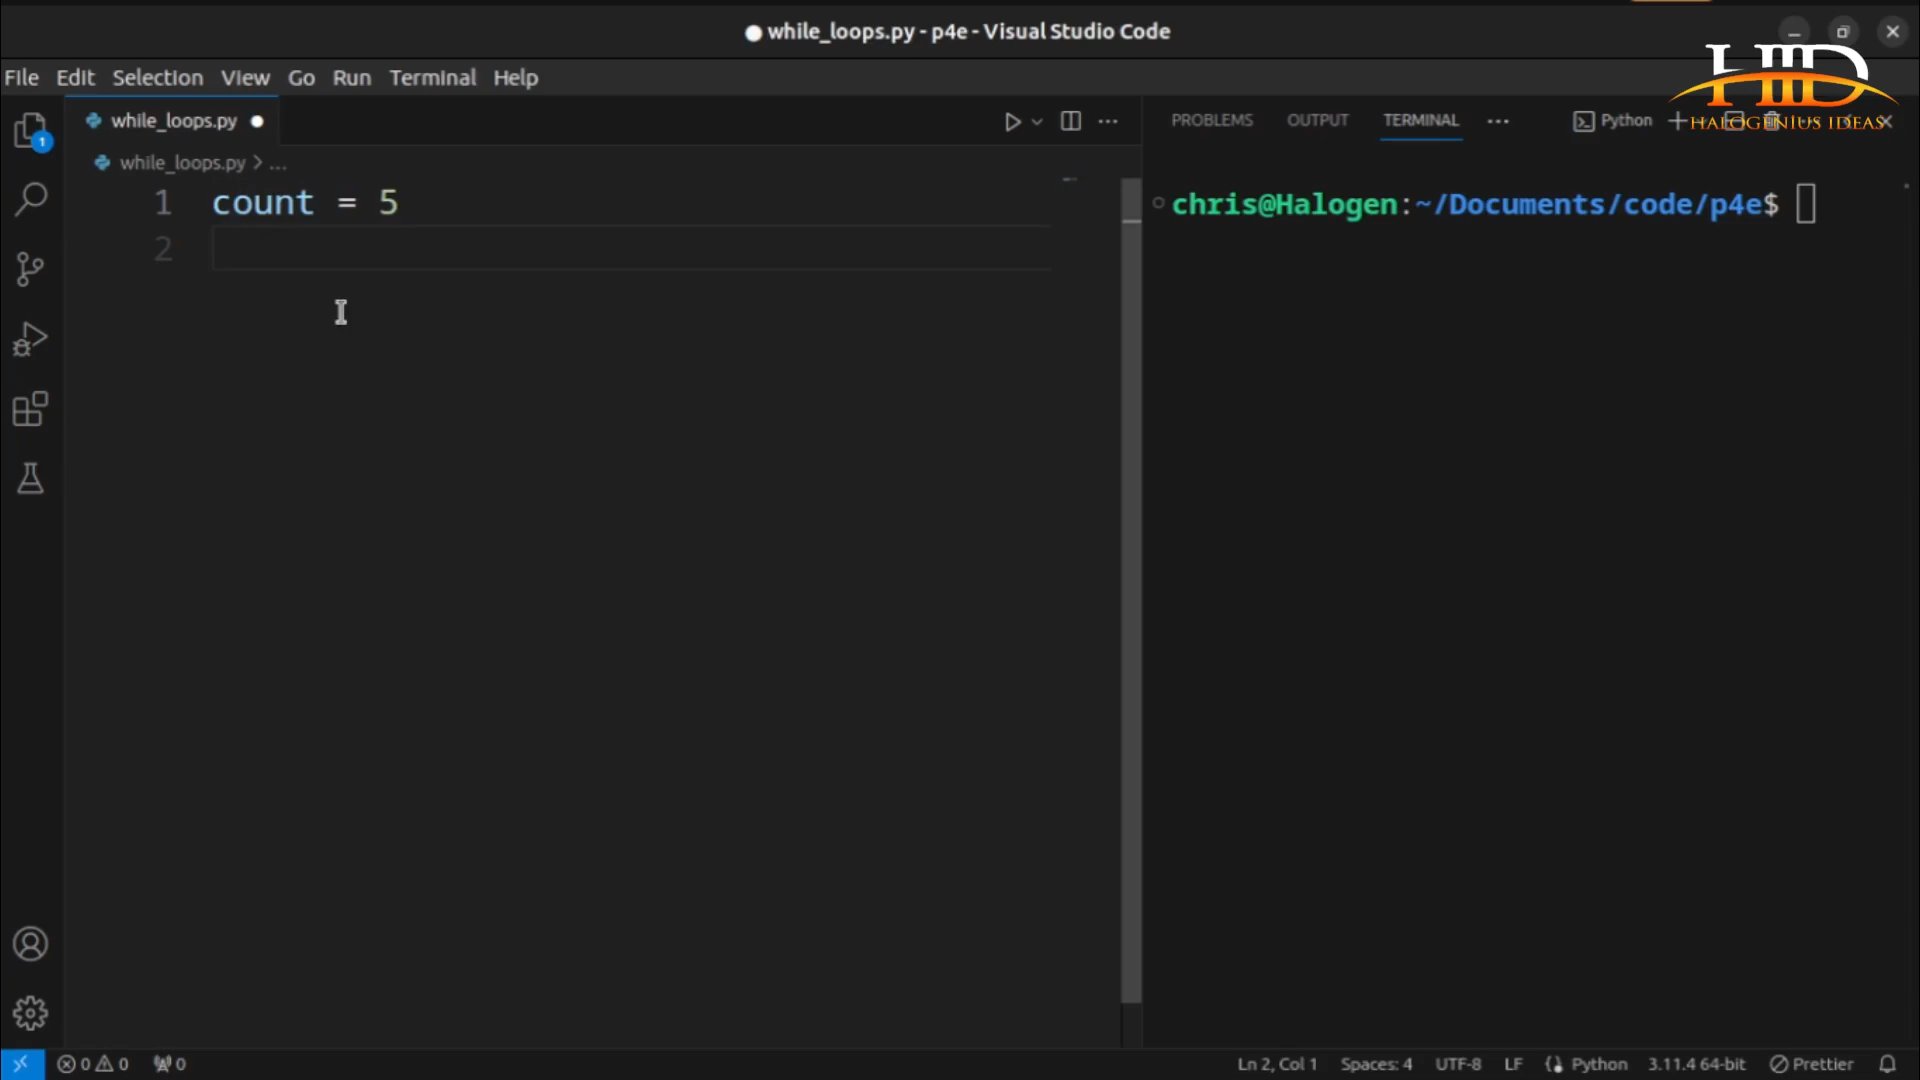 while_loops.py - p4e - Visual Studio Code
File Edit Selection View Go Run Terminal Help
HID
HALOGENIUS IDEAS
while_loops.py
PROBLEMS OUTPUT TERMINAL ... Python
1
while_loops.py > ...
1 count = 5
2
chris@Halogen:~/Documents/code/p4e$
0 0 0
Ln 2, Col 1 Spaces: 4 UTF-8 LF Python 3.11.4 64-bit Prettier